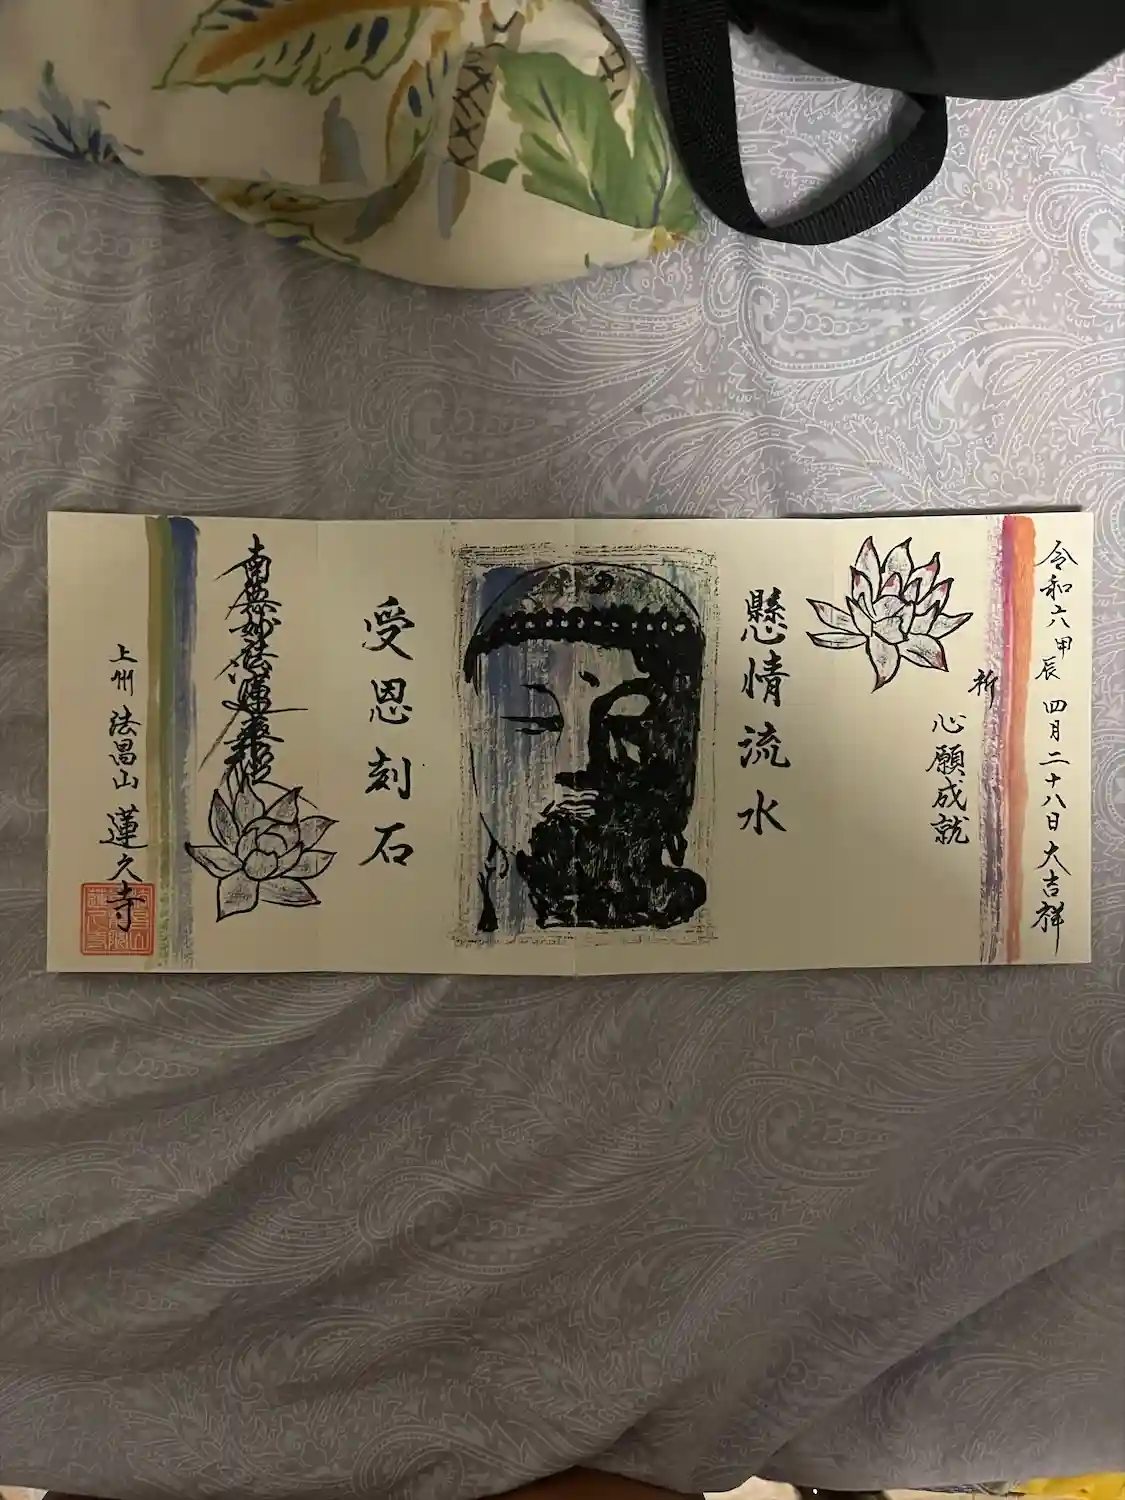 令和六甲辰 四月二十八日 大吉祥
祈
心願成就
懸情流水
受恩刻石
南無妙法蓮華経
上州 法昌山 蓮久寺